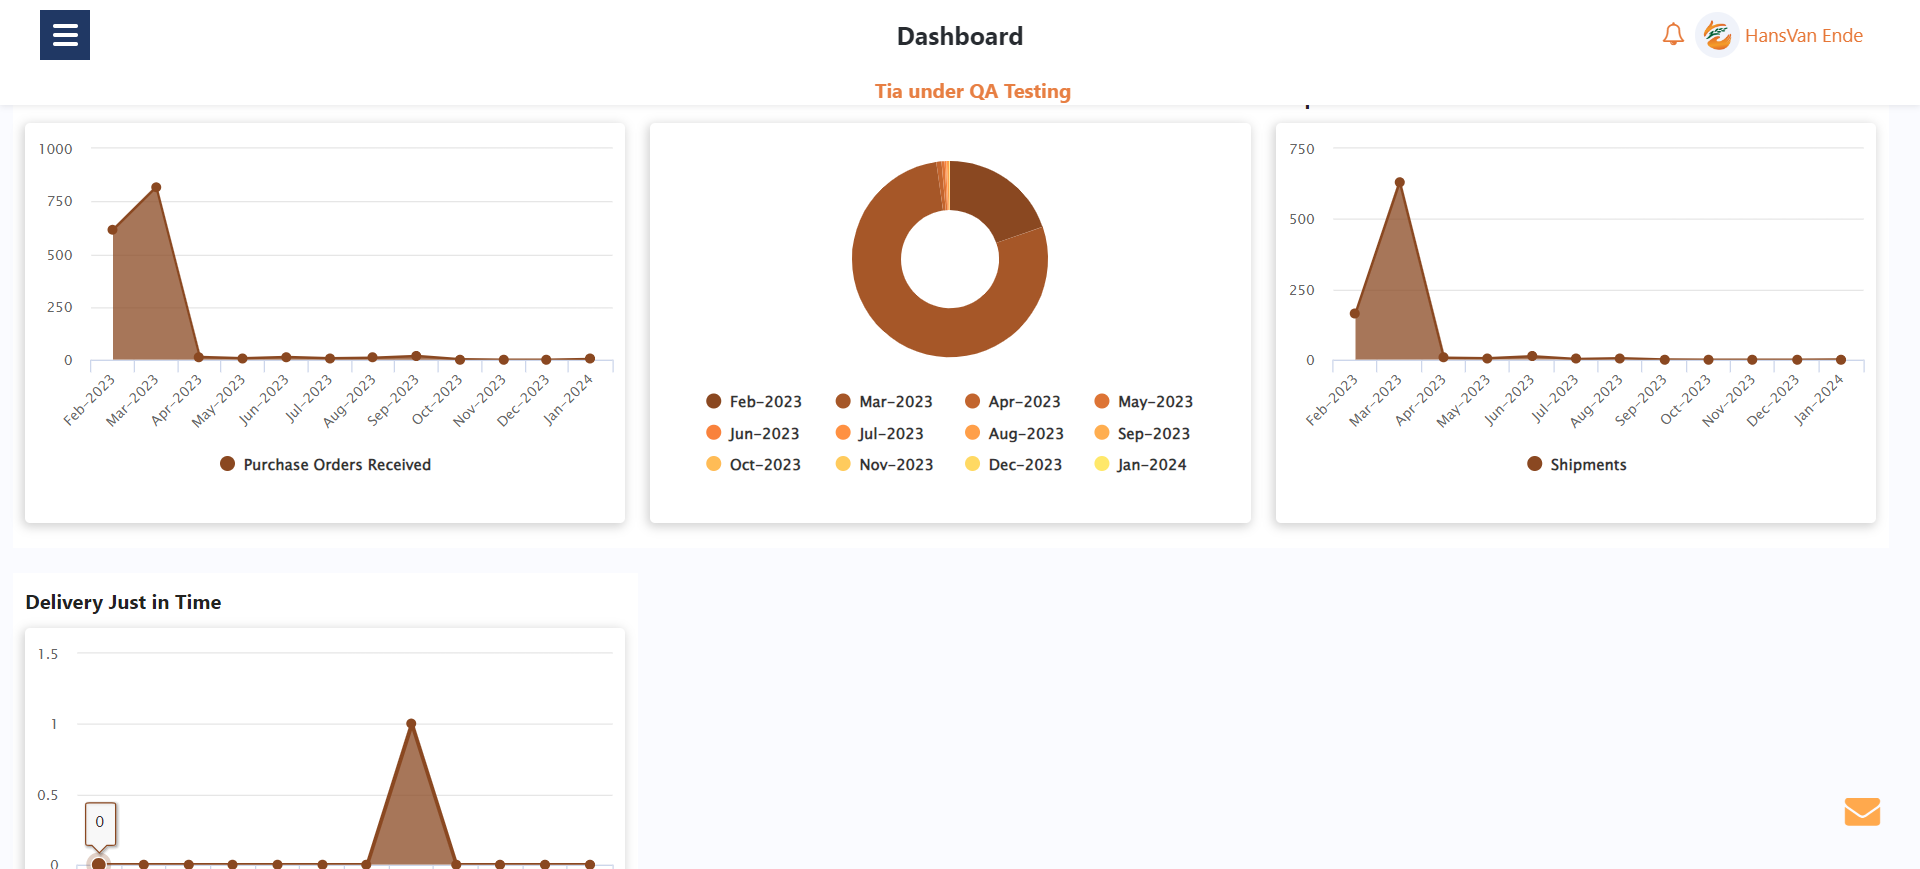 Dashboard
HansVan Ende
Tia under QA Testing
1000
750
500
250
0
Feb-2023
Mar-2023
Apr-2023
May-2023
Jun-2023
Jul-2023
Aug-2023
Sep-2023
Oct-2023
Nov-2023
Dec-2023
Jan-2024
Purchase Orders Received
Feb-2023 Mar-2023 Apr-2023 May-2023
Jun-2023 Jul-2023 Aug-2023 Sep-2023
Oct-2023 Nov-2023 Dec-2023 Jan-2024
750
500
250
0
Feb-2023
Mar-2023
Apr-2023
May-2023
Jun-2023
Jul-2023
Aug-2023
Sep-2023
Oct-2023
Nov-2023
Dec-2023
Jan-2024
Shipments
Delivery Just in Time
1.5
1
0.5
0
0